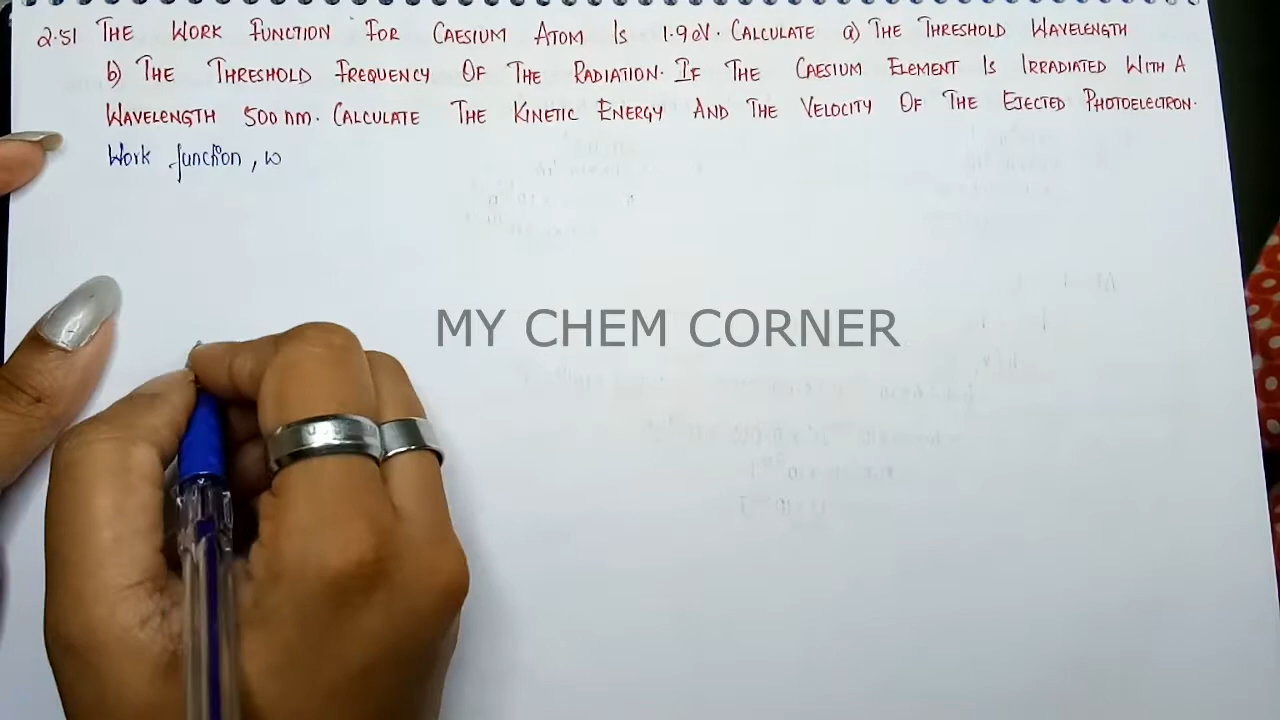 2.51 THE WORK FUNCTION FOR CAESIUM ATOM IS 1.9 eV. CALCULATE a) THE THRESHOLD WAVELENGTH
b) THE THRESHOLD FREQUENCY OF THE RADIATION. IF THE CAESIUM ELEMENT IS IRRADIATED WITH A
WAVELENGTH 500 nm. CALCULATE THE KINETIC ENERGY AND THE VELOCITY OF THE EJECTED PHOTOELECTRON.
Work function, w
MY CHEM CORNER